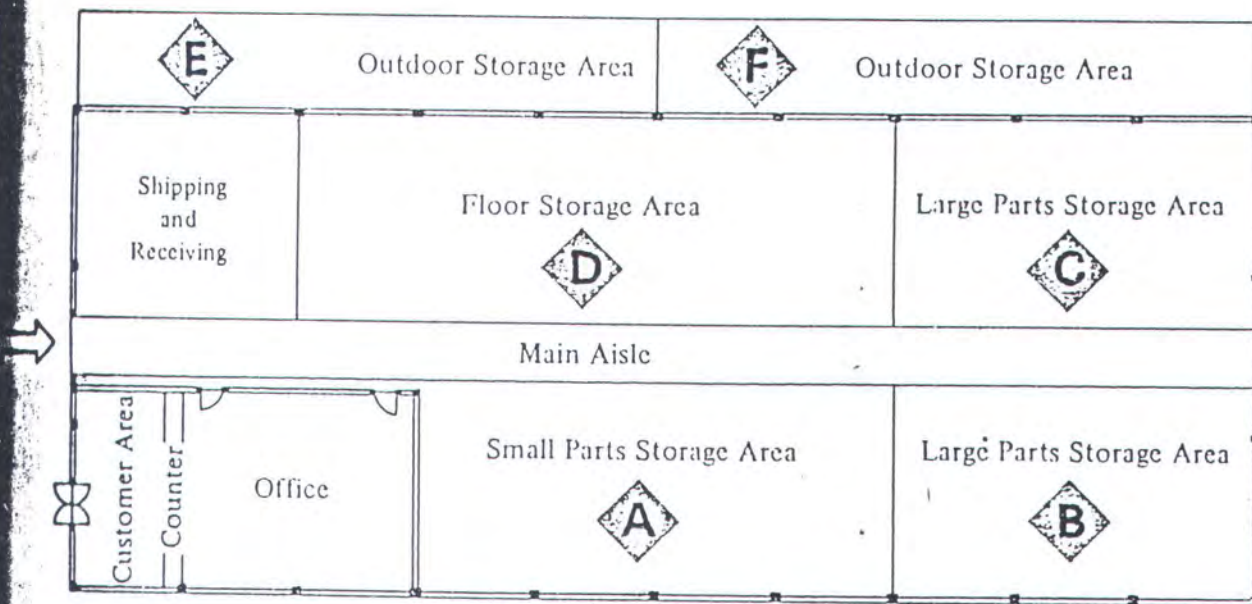 E
Outdoor Storage Area
F
Outdoor Storage Area
Shipping
and
Receiving
Floor Storage Area
D
Large Parts Storage Area
C
Main Aisle
Customer Area
Counter
Office
Small Parts Storage Area
A
Large Parts Storage Area
B